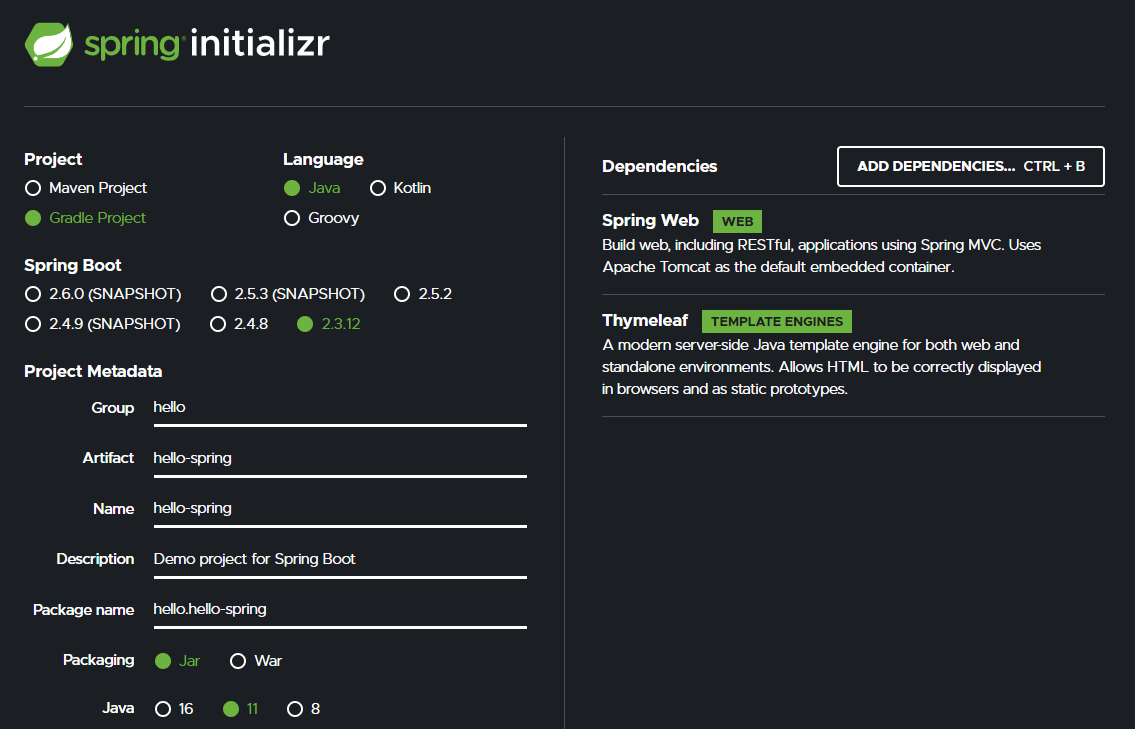 spring initializr
Project
Maven Project
Gradle Project
Language
Java Kotlin
Groovy
Spring Boot
2.6.0 (SNAPSHOT) 2.5.3 (SNAPSHOT) 2.5.2
2.4.9 (SNAPSHOT) 2.4.8 2.3.12
Project Metadata
Group hello
Artifact hello-spring
Name hello-spring
Description Demo project for Spring Boot
Package name hello.hello-spring
Packaging Jar War
Java 16 11 8
Dependencies ADD DEPENDENCIES... CTRL + B
Spring Web WEB
Build web, including RESTful, applications using Spring MVC. Uses
Apache Tomcat as the default embedded container.
Thymeleaf TEMPLATE ENGINES
A modern server-side Java template engine for both web and
standalone environments. Allows HTML to be correctly displayed
in browsers and as static prototypes.